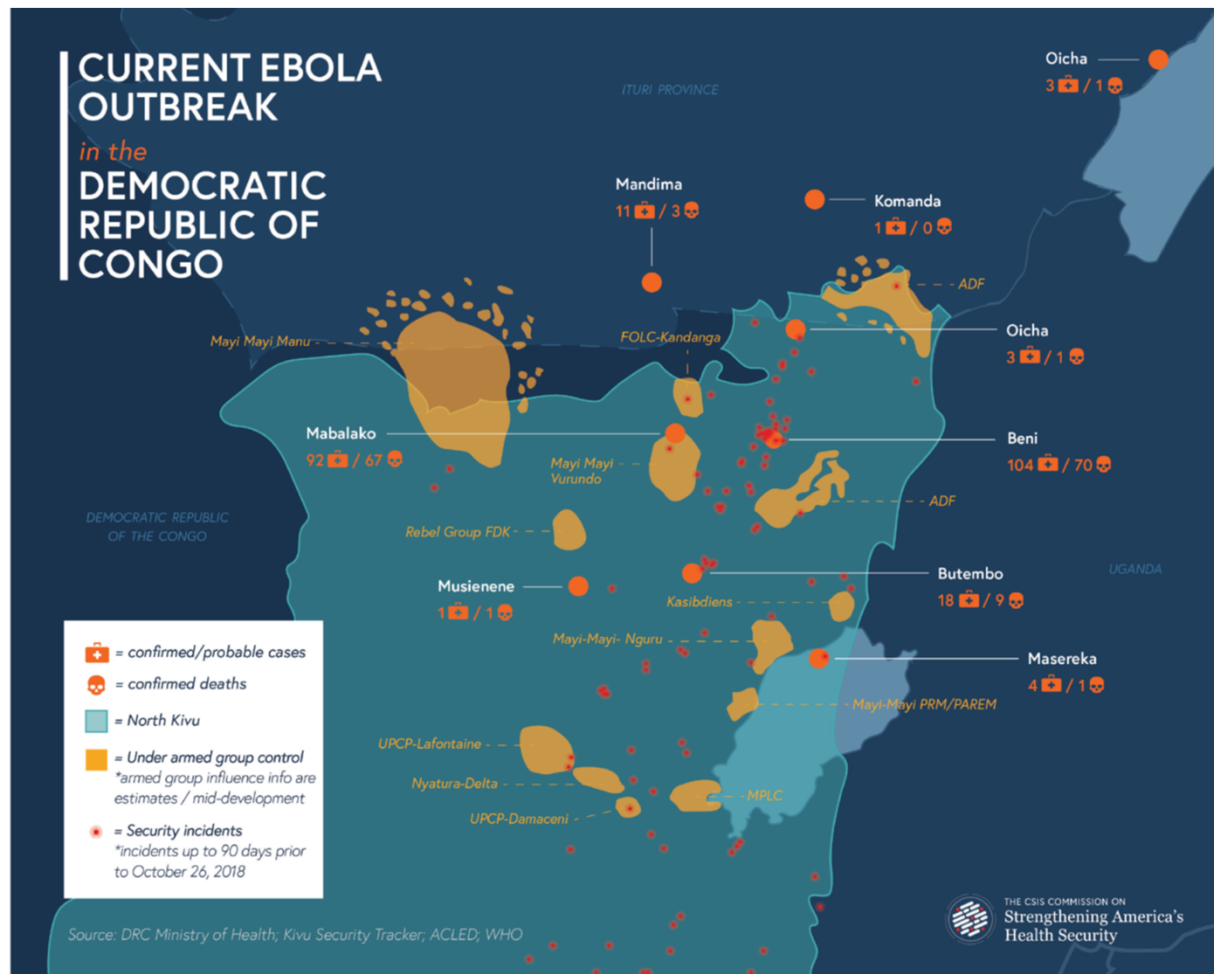 CURRENT EBOLA
OUTBREAK
in the
DEMOCRATIC
REPUBLIC OF
CONGO
ITURI PROVINCE
Oicha
3 / 1
Mandima
11 / 3
Komanda
1 / 0
ADF
Mayi Mayi Manu
FOLC-Kandanga
Oicha
3 / 1
Mabalako
92 / 67
Beni
104 / 70
Mayi Mayi
Vurundo
ADF
DEMOCRATIC REPUBLIC
OF THE CONGO
Rebel Group FDK
UGANDA
Musienene
1 / 1
Butembo
18 / 9
Kasibdiens
Mayi-Mayi- Nguru
Masereka
4 / 1
Mayi-Mayi PRM/PAREM
UPCP-Lafontaine
Nyatura-Delta
MPLC
UPCP-Damaceni
= confirmed/probable cases
= confirmed deaths
= North Kivu
= Under armed group control
*armed group influence info are
estimates / mid-development
= Security incidents
*incidents up to 90 days prior
to October 26, 2018
Source: DRC Ministry of Health; Kivu Security Tracker; ACLED; WHO
THE CSIS COMMISSION ON
Strengthening America's
Health Security